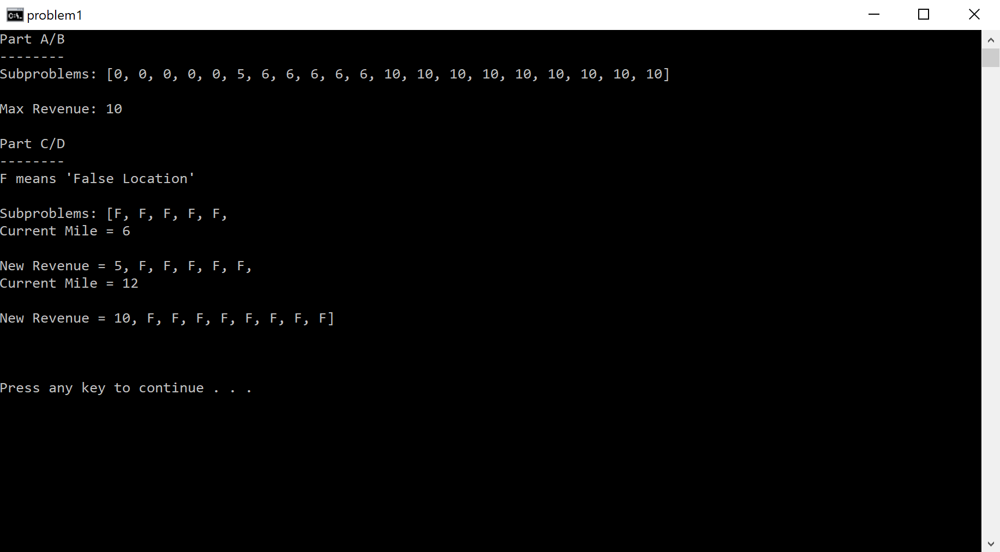 problem1
Part A/B
--------
Subproblems: [0, 0, 0, 0, 0, 5, 6, 6, 6, 6, 6, 10, 10, 10, 10, 10, 10, 10, 10, 10]
Max Revenue: 10
Part C/D
--------
F means 'False Location'
Subproblems: [F, F, F, F, F,
Current Mile = 6
New Revenue = 5, F, F, F, F, F,
Current Mile = 12
New Revenue = 10, F, F, F, F, F, F, F, F]
Press any key to continue . . .